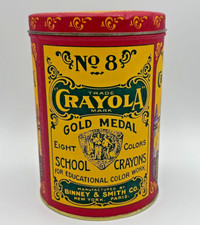 No 8
TRADE
CRAYOLA
MARK
GOLD MEDAL
EIGHT COLORS
SCHOOL CRAYONS
FOR EDUCATIONAL COLOR WORK
MANUFACTURED BY
BINNEY & SMITH CO.
NEW YORK. PARIS.